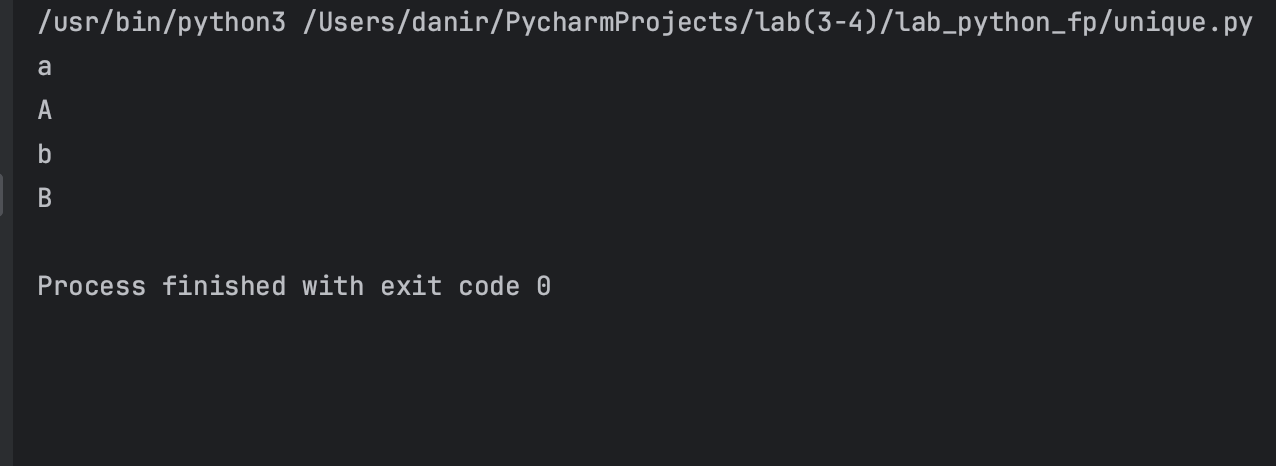 /usr/bin/python3 /Users/danir/PycharmProjects/lab(3-4)/lab_python_fp/unique.py
a
A
b
B
Process finished with exit code 0